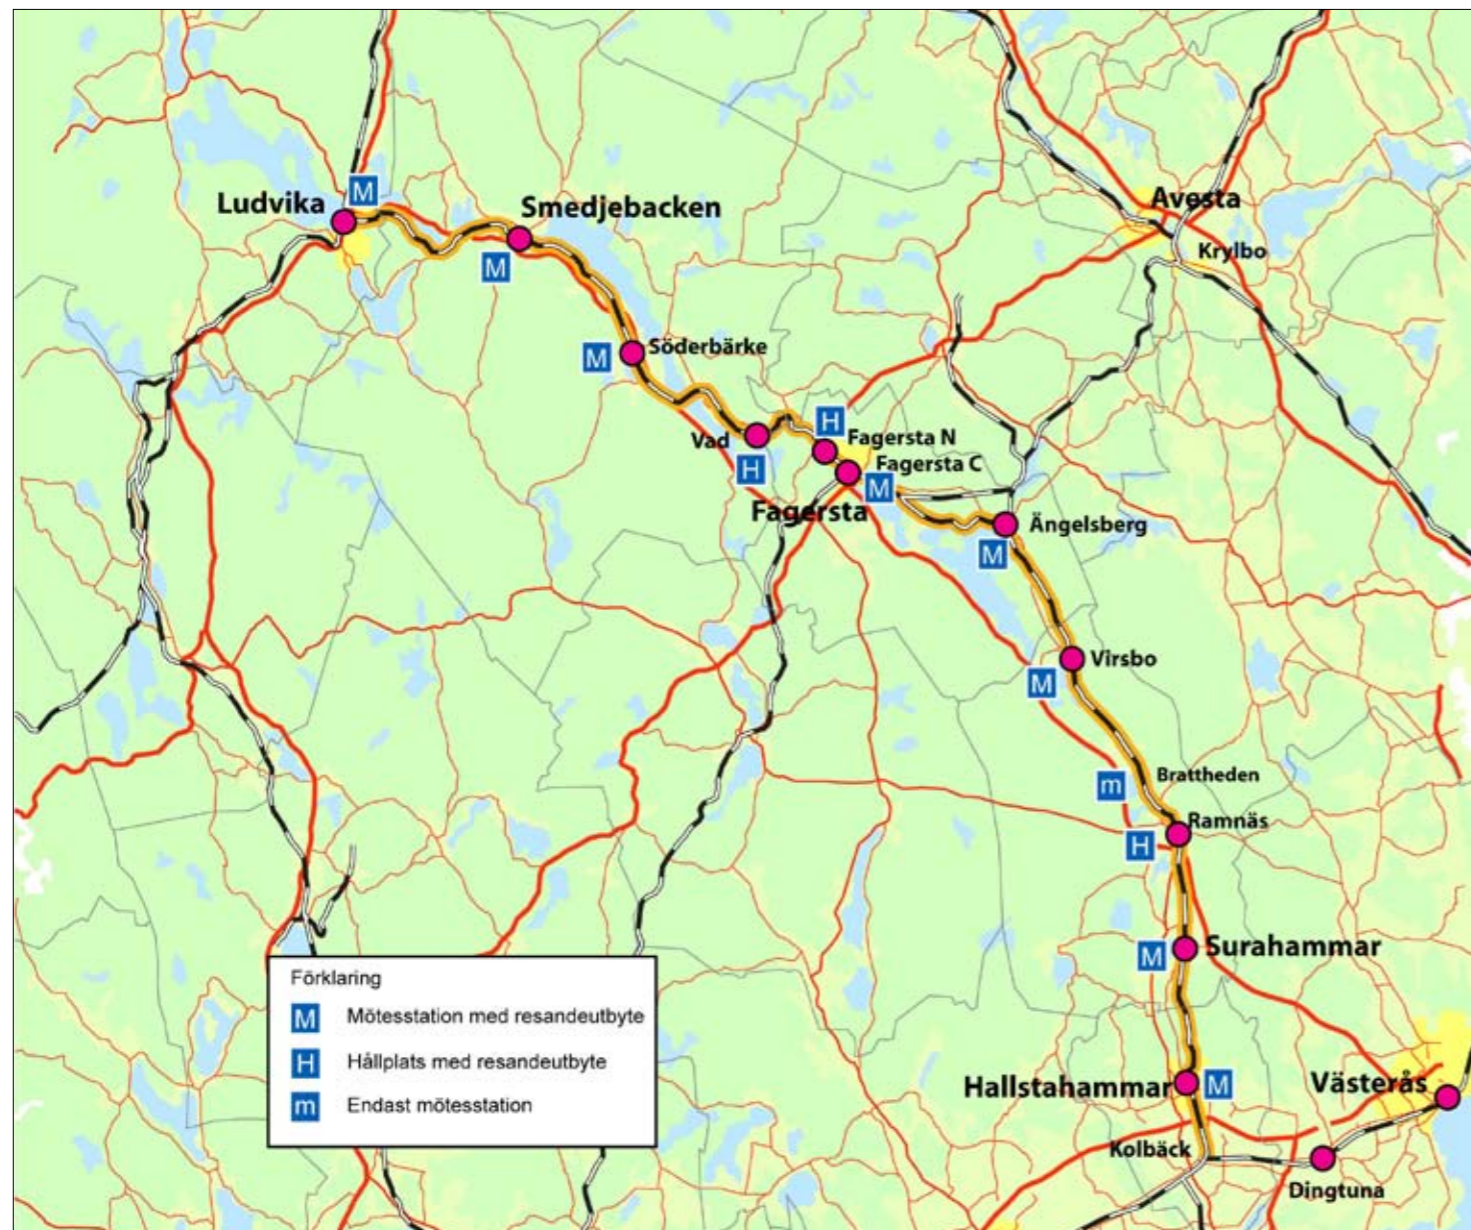 M
Ludvika
Smedjebacken
M
Avesta
Krylbo
Söderbärke
M
H
Fagersta N
Vad
H
Fagersta C
M
Fagersta
Ängelsberg
M
Virsbo
M
Brattheden
m
Ramnäs
H
Surahammar
M
Förklaring
M Mötesstation med resandeutbyte
H Hållplats med resandeutbyte
m Endast mötesstation
Hallstahammar
M
Västerås
Kolbäck
Dingtuna